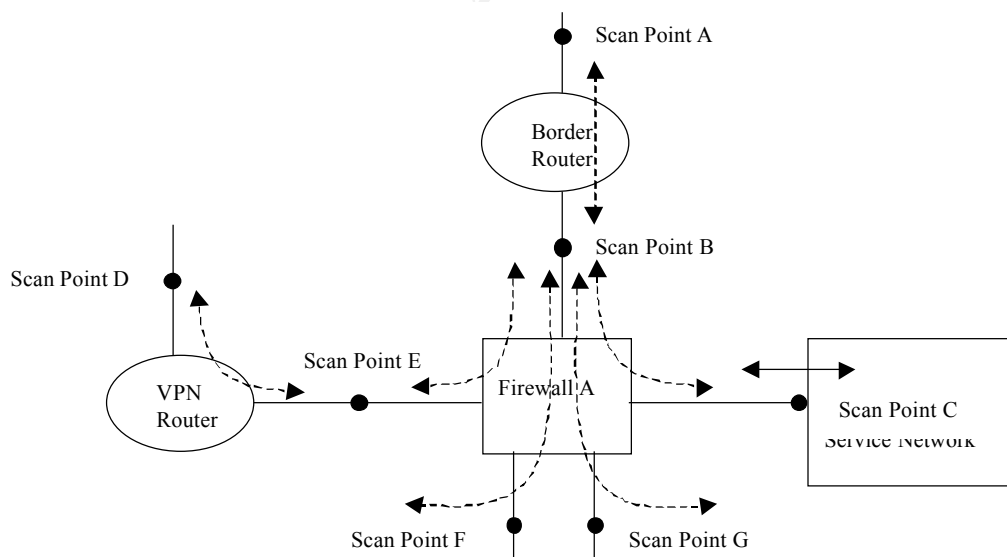 Scan Point A
Border
Router
Scan Point B
Scan Point D
Scan Point E
VPN
Router
Firewall A
Scan Point C
Service Network
Scan Point F
Scan Point G